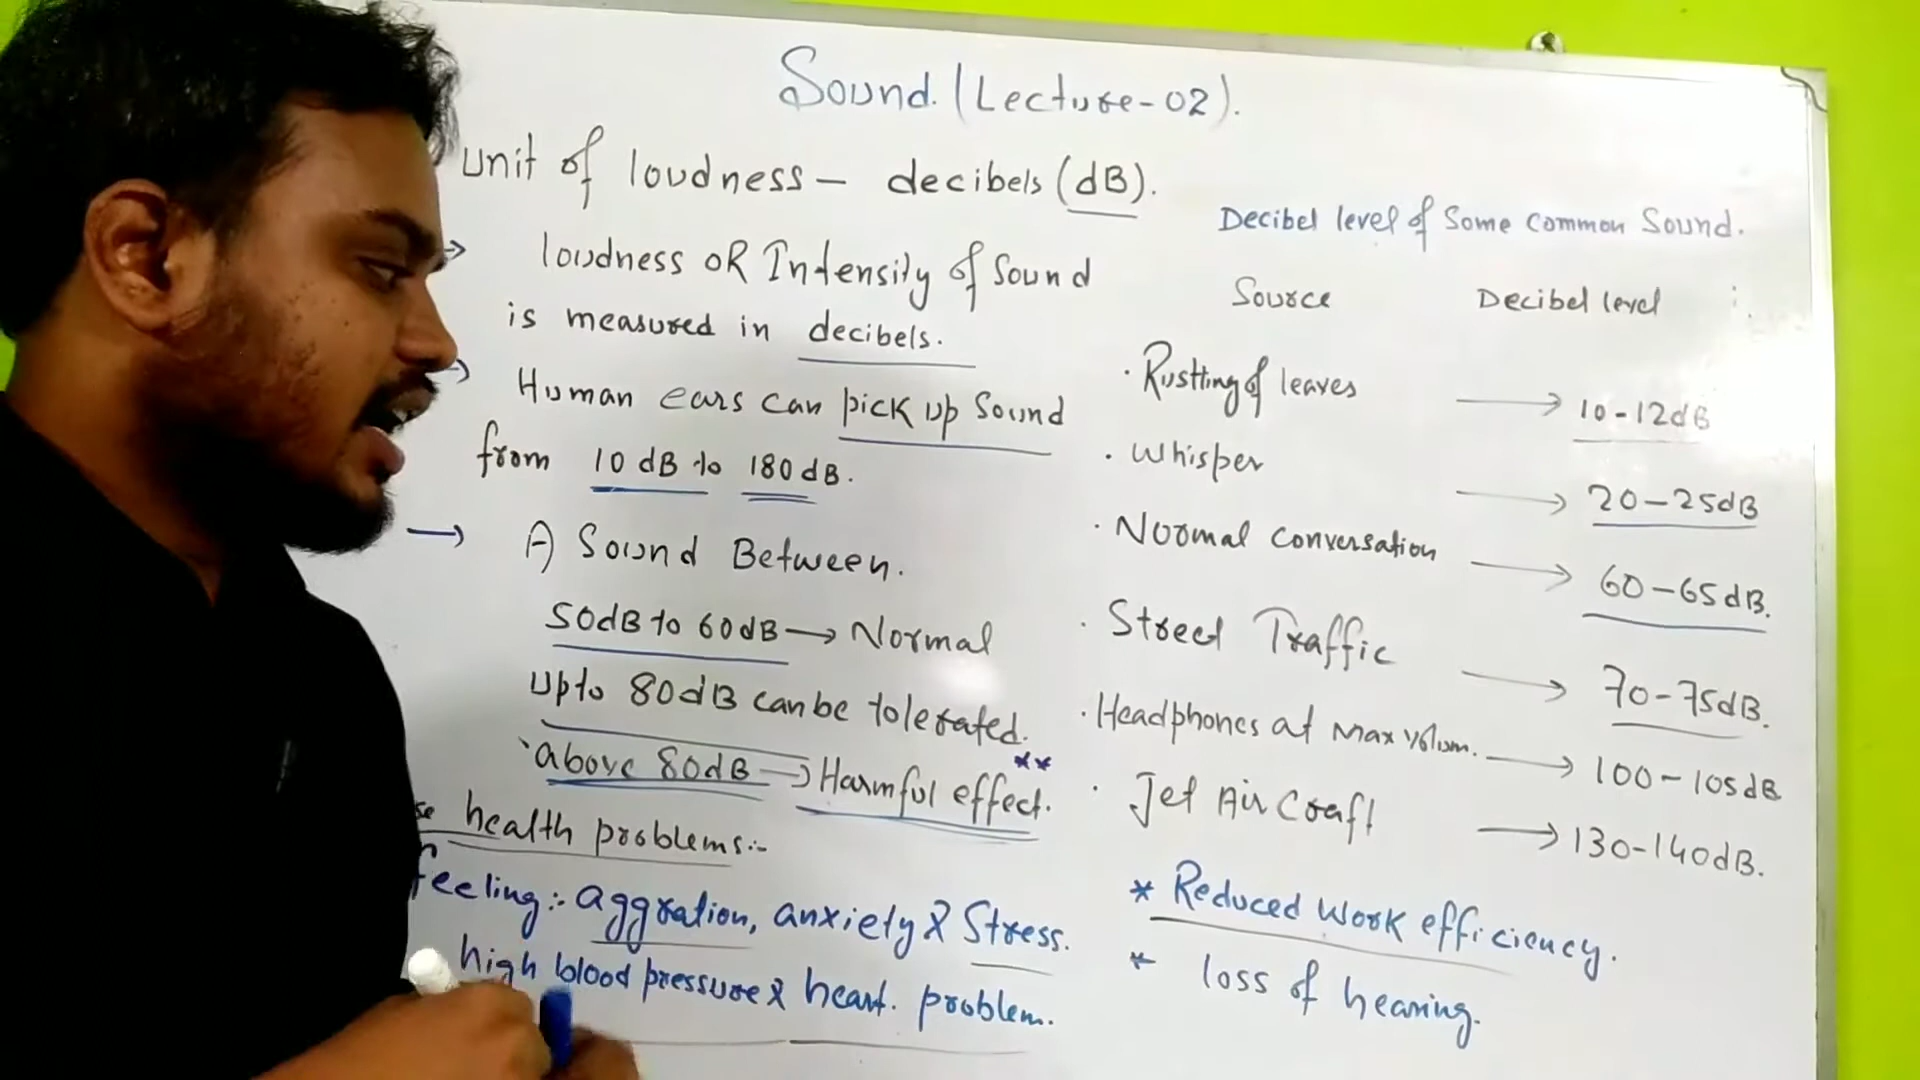 Sound. (Lecture-02).
unit of loudness – decibels (dB).
→ loudness OR Intensity of Sound
is measured in decibels.
→ Human ears can pick up Sound
from 10 dB to 180 dB.
→ A Sound Between.
50dB to 60dB → Normal
upto 80dB can be tolerated.
above 80dB → Harmful effect. **
se health problems:-
feeling:- aggration, anxiety & Stress.
high blood pressure & heart. problem.
Decibel level of Some Common Sound.
Source Decibel level
· Rustling of leaves → 10-12dB
· Whisper → 20-25dB
· Normal conversation → 60-65dB.
· Street Traffic → 70-75dB.
· Headphones at Max volum. → 100-105dB
· Jet Air Craft → 130-140dB.
* Reduced Work efficiency.
* loss of hearing.